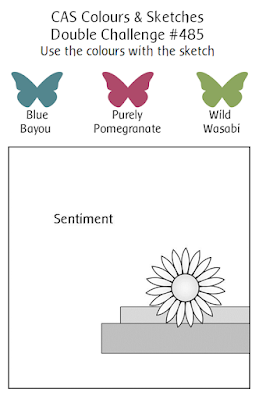 CAS Colours & Sketches
Double Challenge #485
Use the colours with the sketch
Blue
Bayou
Purely
Pomegranate
Wild
Wasabi
Sentiment